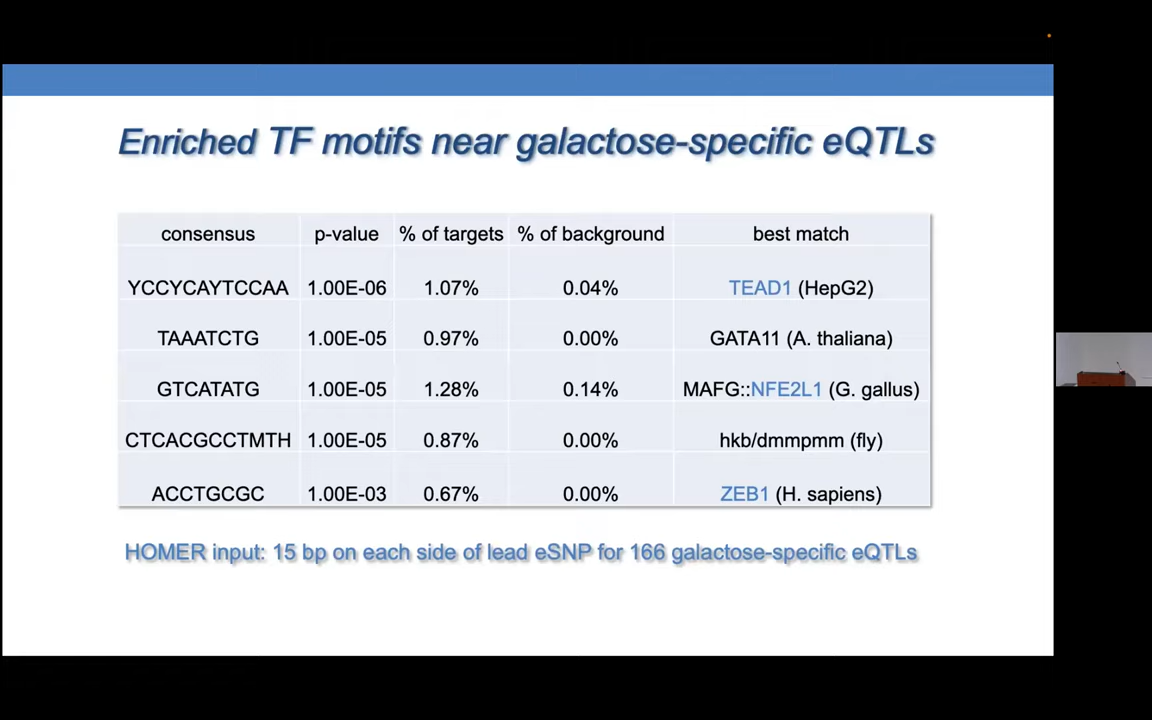 Enriched TF motifs near galactose-specific eQTLs
consensus p-value % of targets % of background best match
YCCYCAYTCCAA 1.00E-06 1.07% 0.04% TEAD1 (HepG2)
TAAATCTG 1.00E-05 0.97% 0.00% GATA11 (A. thaliana)
GTCATATG 1.00E-05 1.28% 0.14% MAFG::NFE2L1 (G. gallus)
CTCACGCCTMTH 1.00E-05 0.87% 0.00% hkb/dmmpmm (fly)
ACCTGCGC 1.00E-03 0.67% 0.00% ZEB1 (H. sapiens)
HOMER input: 15 bp on each side of lead eSNP for 166 galactose-specific eQTLs